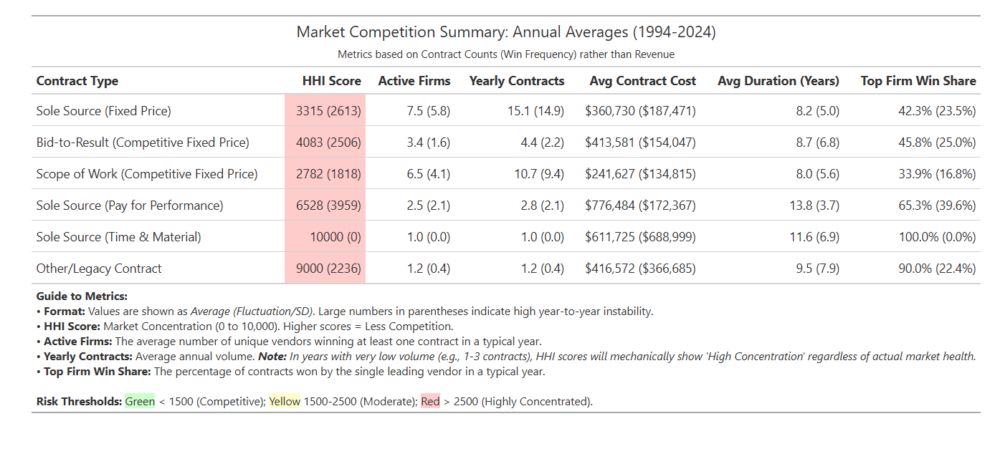 Market Competition Summary: Annual Averages (1994-2024)
Metrics based on Contract Counts (Win Frequency) rather than Revenue
Contract Type HHI Score Active Firms Yearly Contracts Avg Contract Cost Avg Duration (Years) Top Firm Win Share
Sole Source (Fixed Price) 3315 (2613) 7.5 (5.8) 15.1 (14.9) $360,730 ($187,471) 8.2 (5.0) 42.3% (23.5%)
Bid-to-Result (Competitive Fixed Price) 4083 (2506) 3.4 (1.6) 4.4 (2.2) $413,581 ($154,047) 8.7 (6.8) 45.8% (25.0%)
Scope of Work (Competitive Fixed Price) 2782 (1818) 6.5 (4.1) 10.7 (9.4) $241,627 ($134,815) 8.0 (5.6) 33.9% (16.8%)
Sole Source (Pay for Performance) 6528 (3959) 2.5 (2.1) 2.8 (2.1) $776,484 ($172,367) 13.8 (3.7) 65.3% (39.6%)
Sole Source (Time & Material) 10000 (0) 1.0 (0.0) 1.0 (0.0) $611,725 ($688,999) 11.6 (6.9) 100.0% (0.0%)
Other/Legacy Contract 9000 (2236) 1.2 (0.4) 1.2 (0.4) $416,572 ($366,685) 9.5 (7.9) 90.0% (22.4%)
Guide to Metrics:
• Format: Values are shown as Average (Fluctuation/SD). Large numbers in parentheses indicate high year-to-year instability.
• HHI Score: Market Concentration (0 to 10,000). Higher scores = Less Competition.
• Active Firms: The average number of unique vendors winning at least one contract in a typical year.
• Yearly Contracts: Average annual volume. Note: In years with very low volume (e.g., 1-3 contracts), HHI scores will mechanically show 'High Concentration' regardless of actual market health.
• Top Firm Win Share: The percentage of contracts won by the single leading vendor in a typical year.
Risk Thresholds: Green < 1500 (Competitive); Yellow 1500-2500 (Moderate); Red > 2500 (Highly Concentrated).